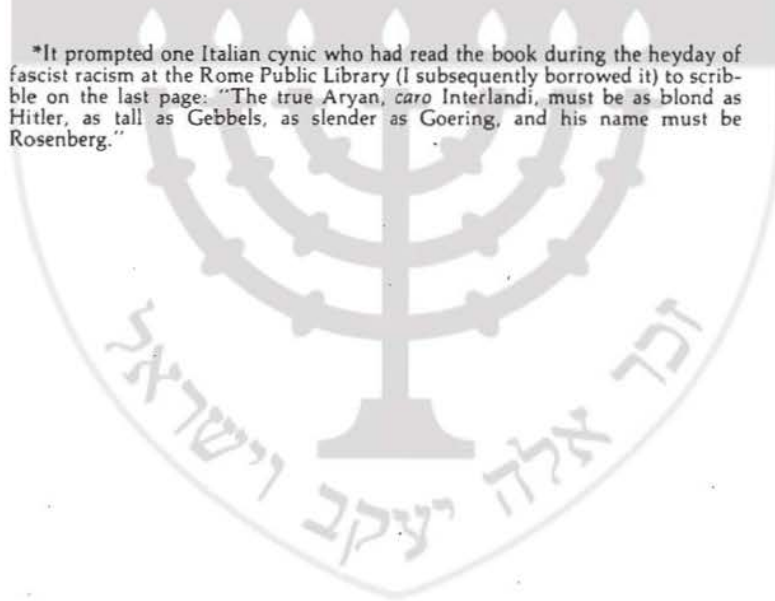 *It prompted one Italian cynic who had read the book during the heyday of
fascist racism at the Rome Public Library (I subsequently borrowed it) to scrib-
ble on the last page: "The true Aryan, caro Interlandi, must be as blond as
Hitler, as tall as Gebbels, as slender as Goering, and his name must be
Rosenberg."
זכר אלה יעקב וישראל